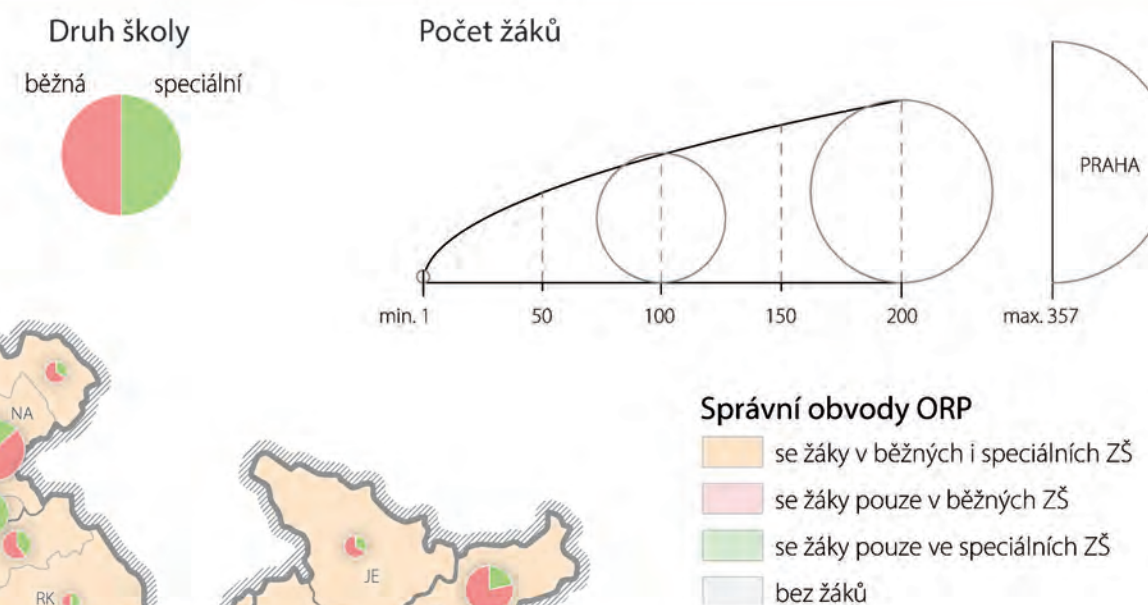 Druh školy
běžná
speciální
Počet žáků
PRAHA
min. 1
50
100
150
200
max. 357
Správní obvody ORP
se žáky v běžných i speciálních ZŠ
se žáky pouze v běžných ZŠ
se žáky pouze ve speciálních ZŠ
bez žáků
NA
JE
RK